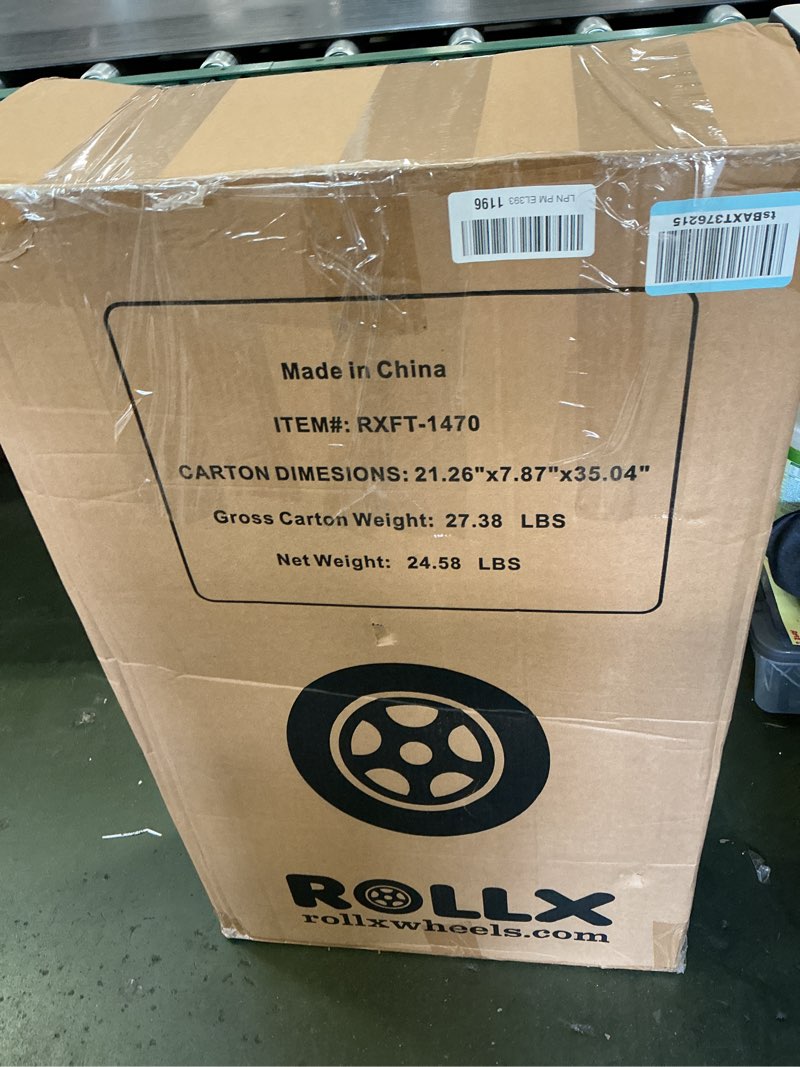 LPN PM EL393 1196
tsBAXT376215
Made in China
ITEM#: RXFT-1470
CARTON DIMESIONS: 21.26"x7.87"x35.04"
Gross Carton Weight: 27.38 LBS
Net Weight: 24.58 LBS
ROLLX
rollxwheels.com